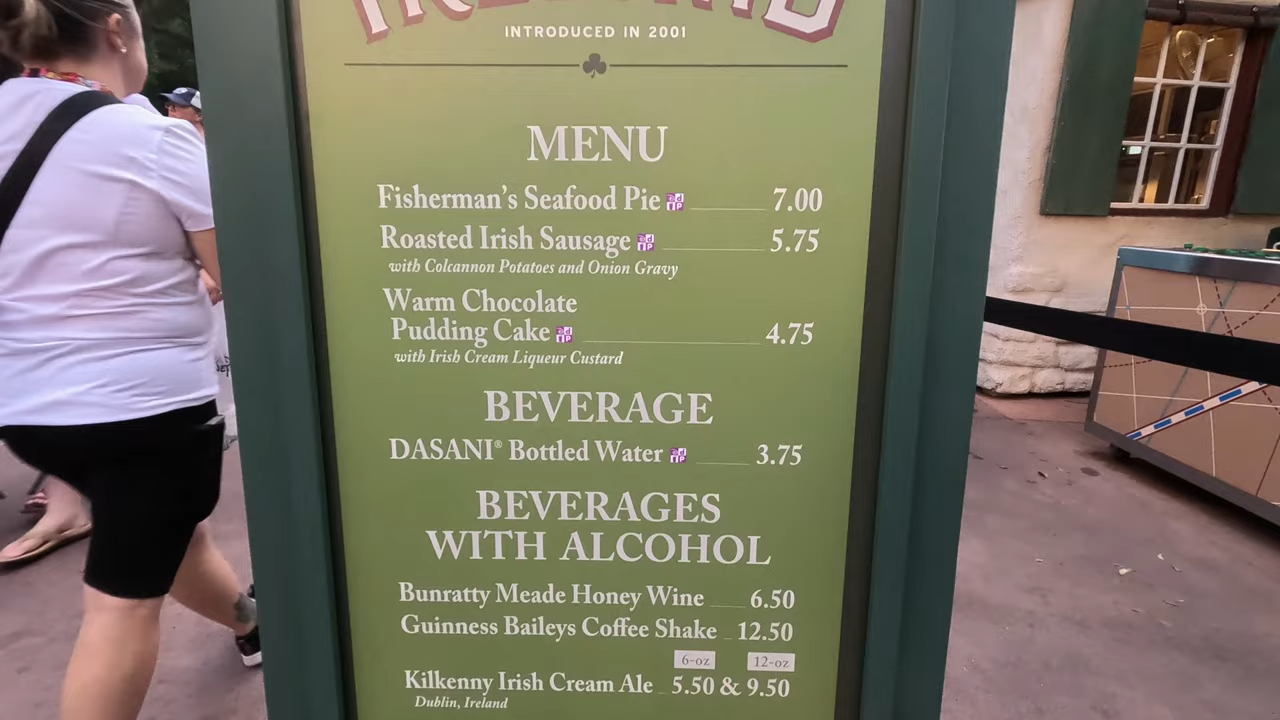 IRELAND
INTRODUCED IN 2001
MENU
Fisherman's Seafood Pie 7.00
Roasted Irish Sausage 5.75
with Colcannon Potatoes and Onion Gravy
Warm Chocolate
Pudding Cake 4.75
with Irish Cream Liqueur Custard
BEVERAGE
DASANI® Bottled Water 3.75
BEVERAGES
WITH ALCOHOL
Bunratty Meade Honey Wine 6.50
Guinness Baileys Coffee Shake 12.50
6-oz 12-oz
Kilkenny Irish Cream Ale 5.50 & 9.50
Dublin, Ireland